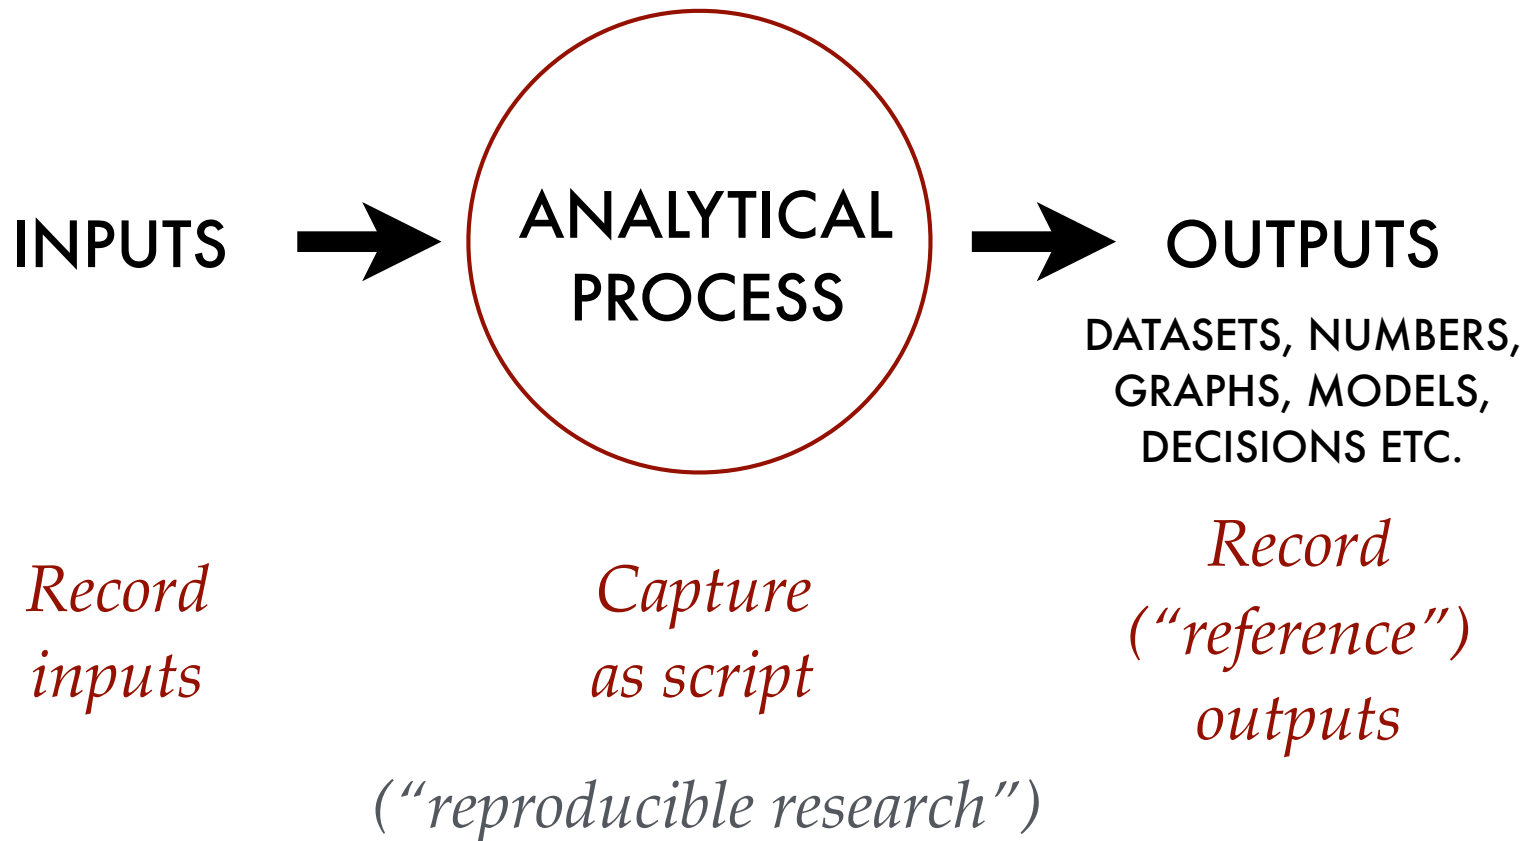 INPUTS
ANALYTICAL
PROCESS
OUTPUTS
DATASETS, NUMBERS,
GRAPHS, MODELS,
DECISIONS ETC.
Record
inputs
Capture
as script
Record
(“reference”)
outputs
(“reproducible research”)